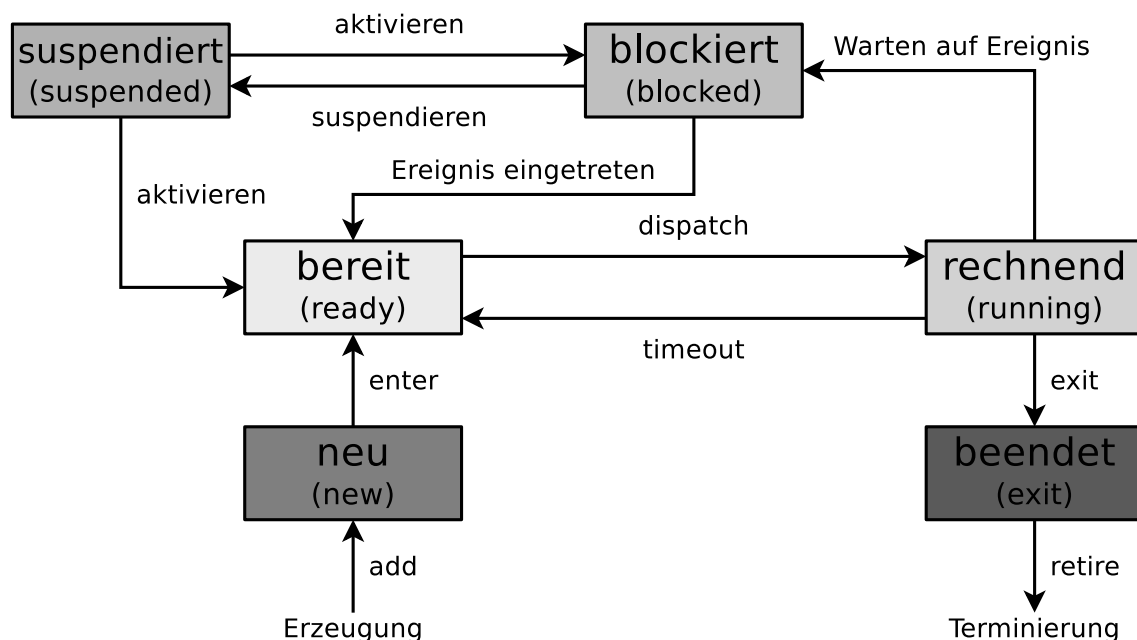 aktivieren
suspendiert
(suspended)
blockiert
(blocked)
Warten auf Ereignis
suspendieren
Ereignis eingetreten
aktivieren
dispatch
bereit
(ready)
rechnend
(running)
timeout
enter
exit
neu
(new)
beendet
(exit)
add
retire
Erzeugung
Terminierung